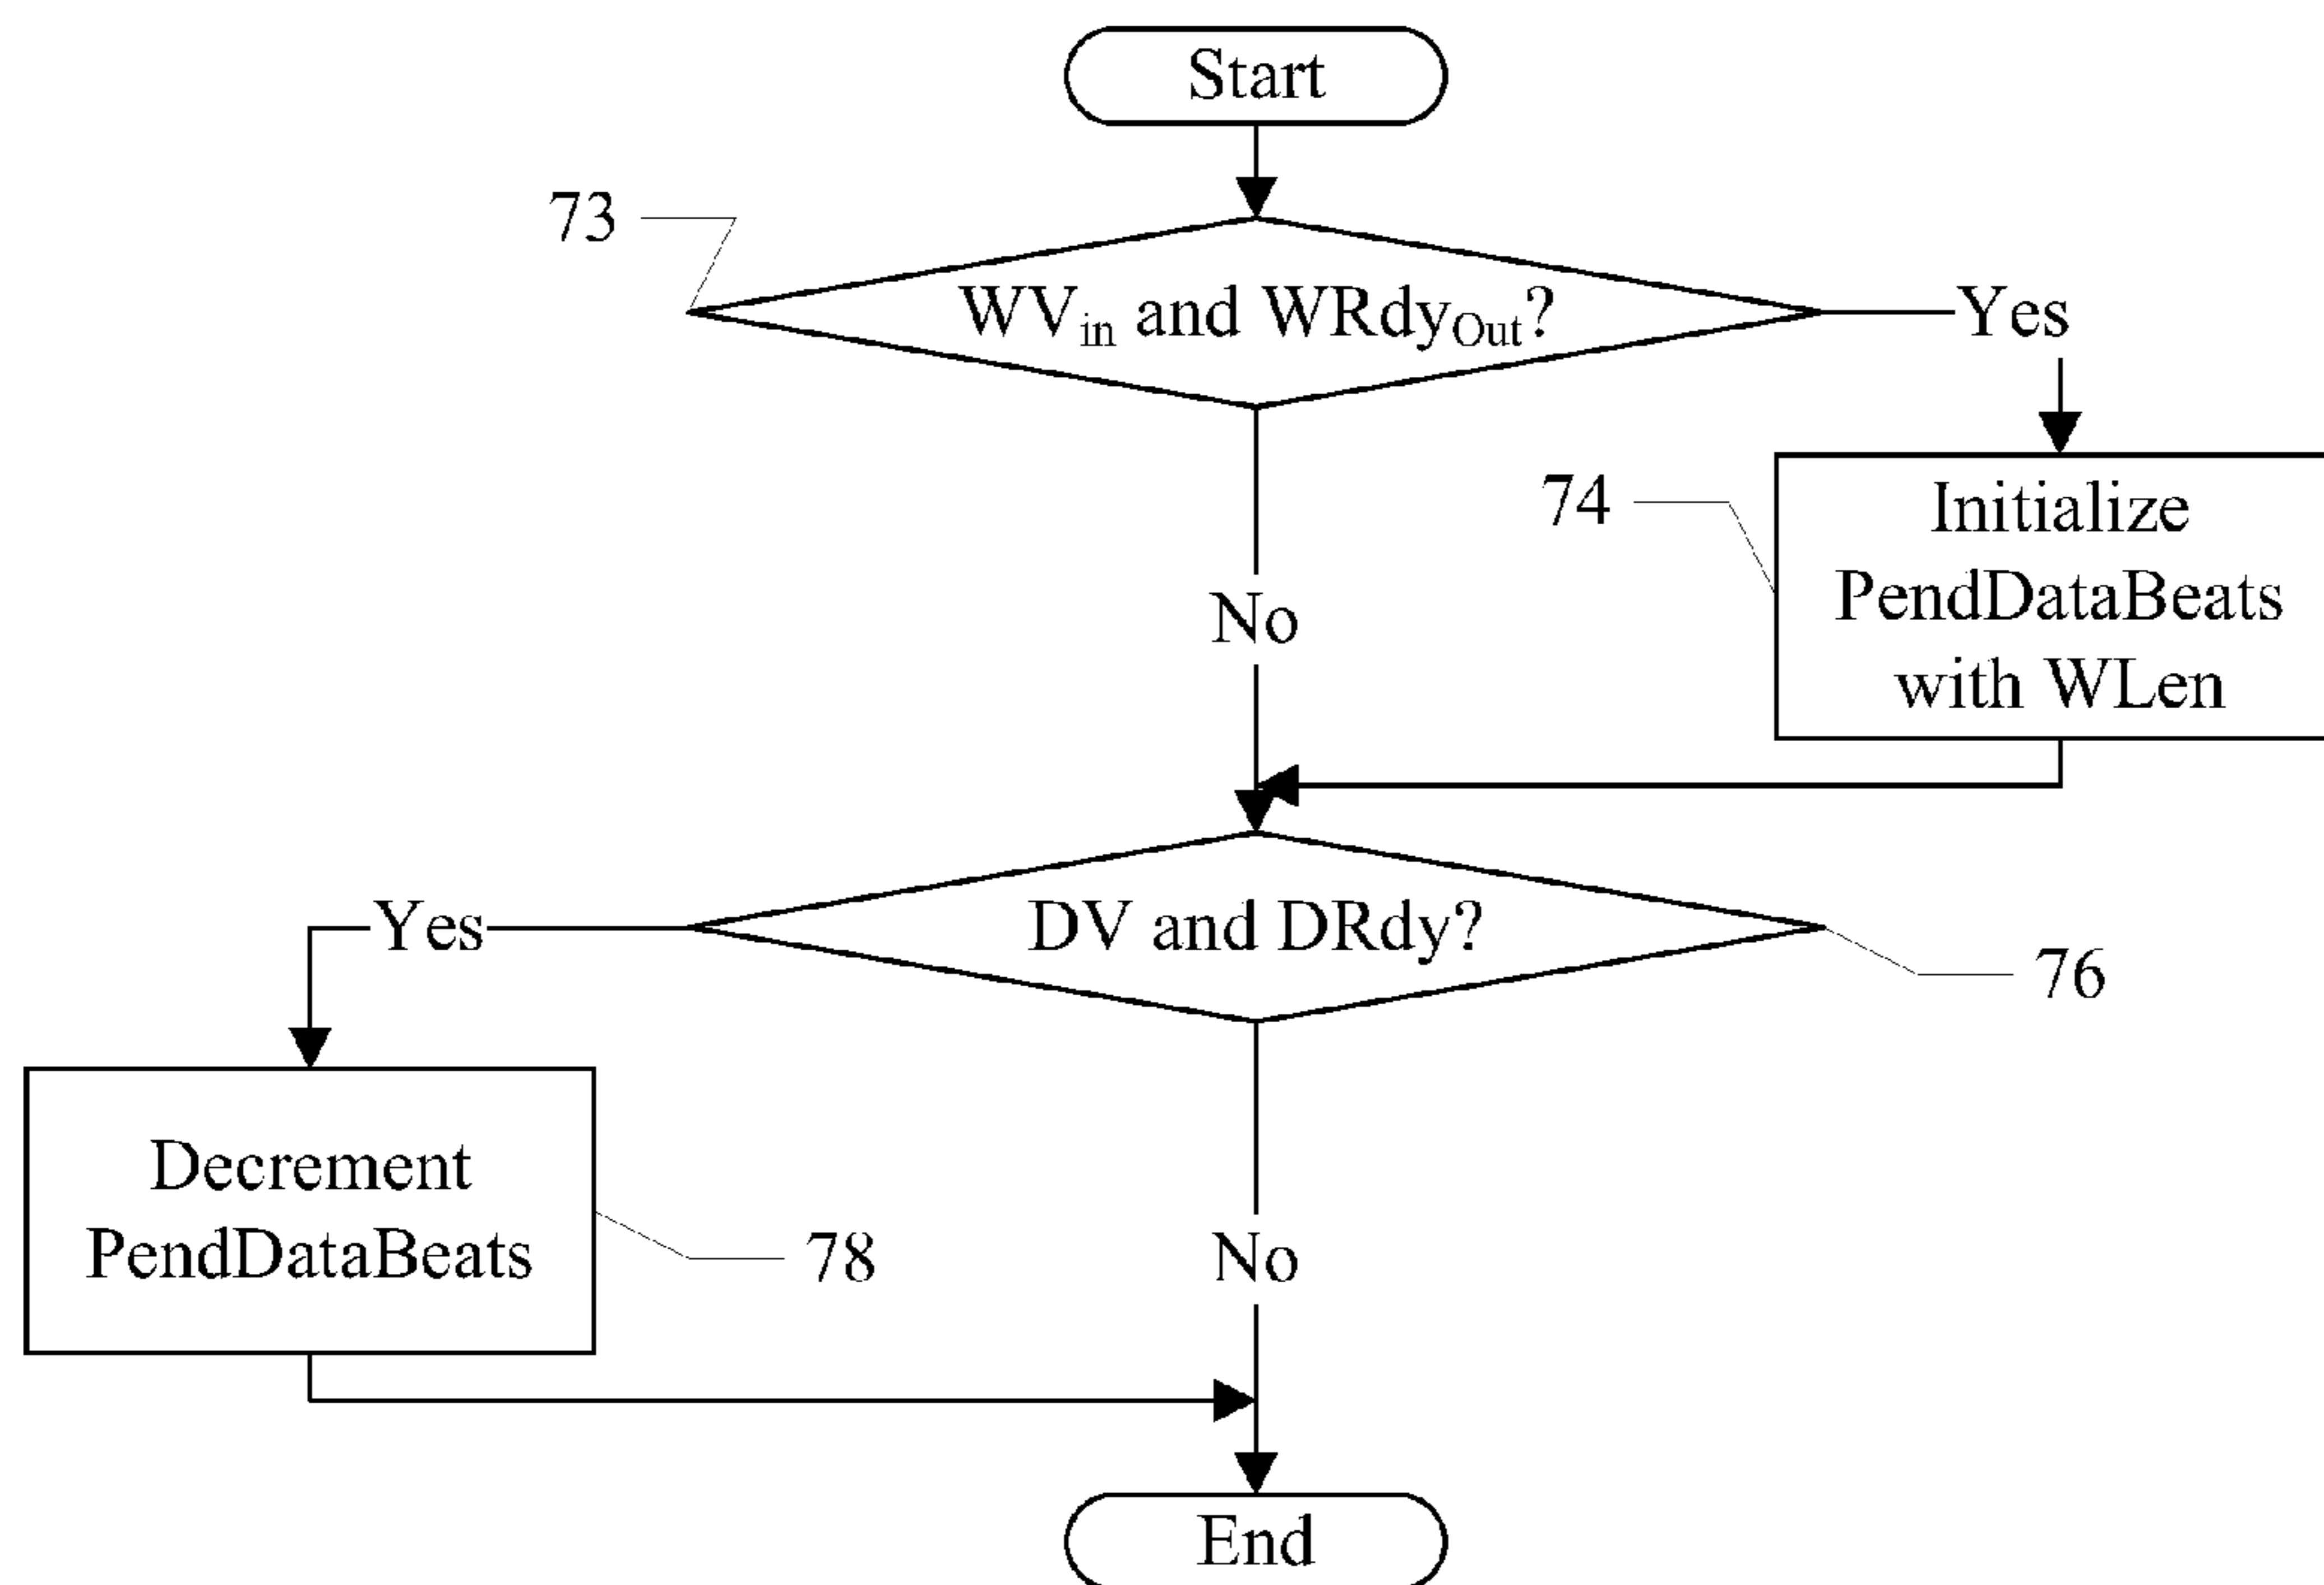 Start
73
WVin and WRdyOut?
Yes
74
Initialize
PendDataBeats
with WLen
No
DV and DRdy?
Yes
76
Decrement
PendDataBeats
78
No
End